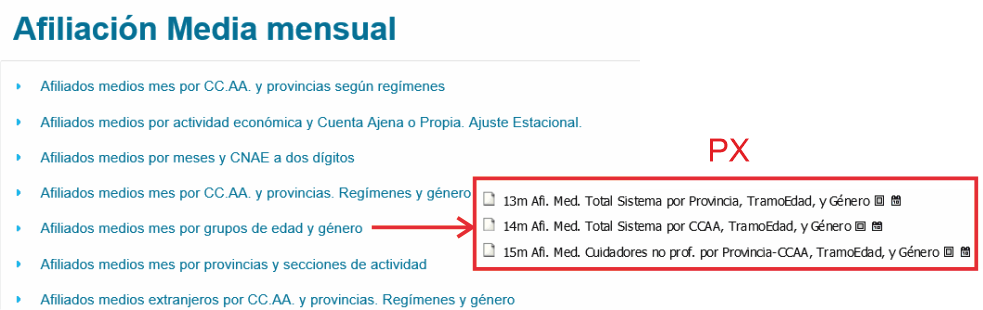 Afiliación Media mensual
Afiliados medios mes por CC.AA. y provincias según regímenes
Afiliados medios por actividad económica y Cuenta Ajena o Propia. Ajuste Estacional.
Afiliados medios por meses y CNAE a dos dígitos
Afiliados medios mes por CC.AA. y provincias. Regímenes y género
Afiliados medios mes por grupos de edad y género
Afiliados medios mes por provincias y secciones de actividad
Afiliados medios extranjeros por CC.AA. y provincias. Regímenes y género
PX
13m Afi. Med. Total Sistema por Provincia, TramoEdad, y Género
14m Afi. Med. Total Sistema por CCAA, TramoEdad, y Género
15m Afi. Med. Cuidadores no prof. por Provincia-CCAA, TramoEdad, y Género